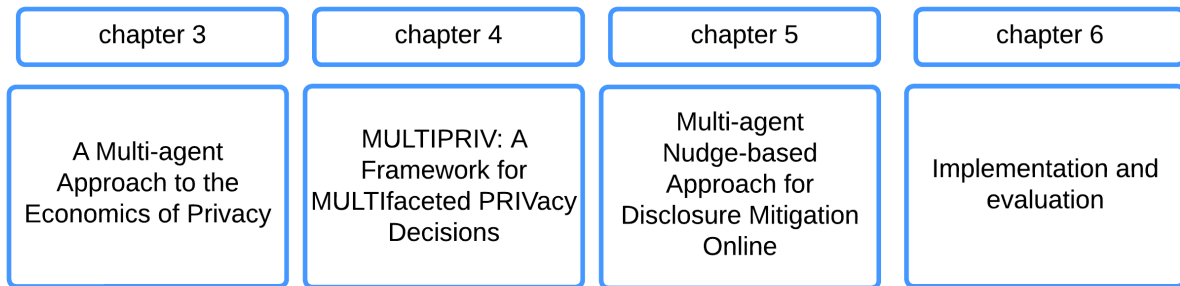 chapter 3
chapter 4
chapter 5
chapter 6
A Multi-agent
Approach to the
Economics of Privacy
MULTIPRIV: A
Framework for
MULTIfaceted PRIVacy
Decisions
Multi-agent
Nudge-based
Approach for
Disclosure Mitigation
Online
Implementation and
evaluation